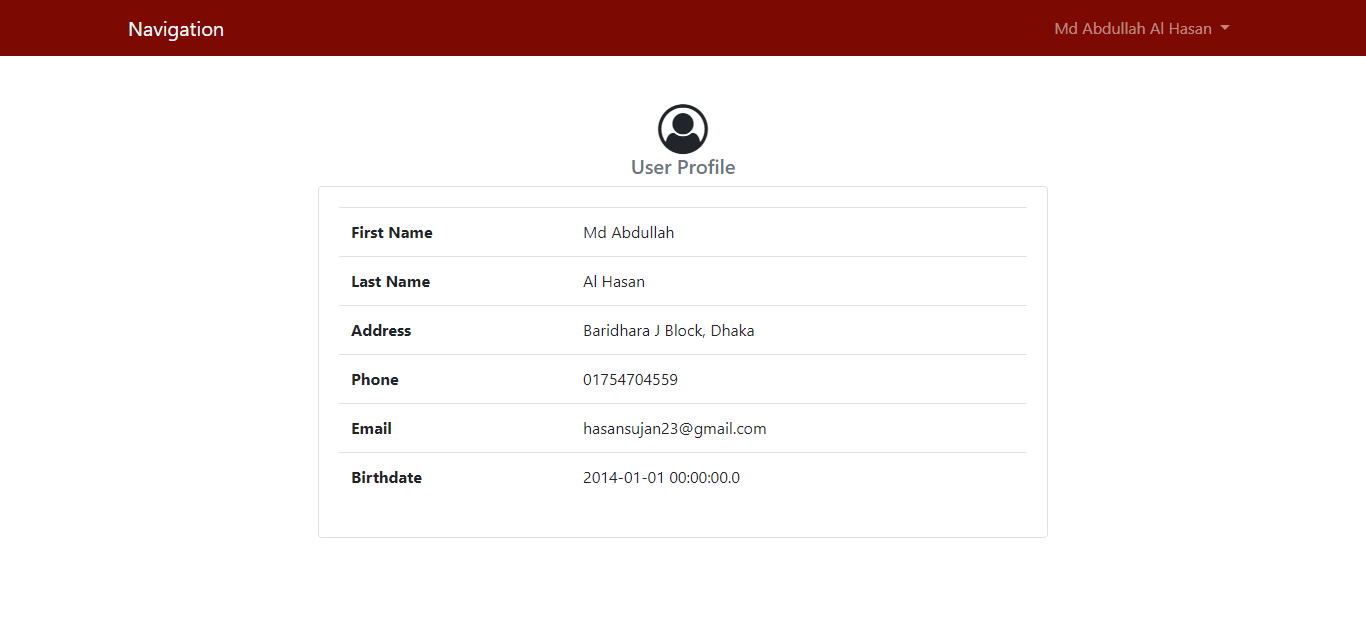 Navigation
Md Abdullah Al Hasan
User Profile
First Name Md Abdullah
Last Name Al Hasan
Address Baridhara J Block, Dhaka
Phone 01754704559
Email hasansujan23@gmail.com
Birthdate 2014-01-01 00:00:00.0